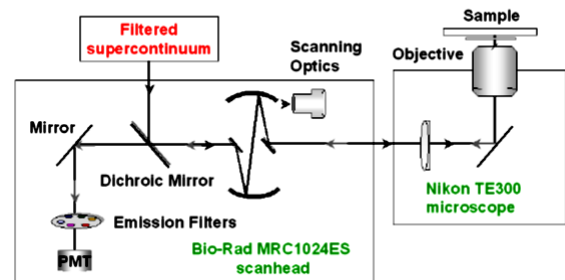 Filtered
supercontinuum
Sample
Scanning
Optics
Objective
Mirror
Dichroic Mirror
Emission Filters
PMT
Bio-Rad MRC1024ES
scanhead
Nikon TE300
microscope